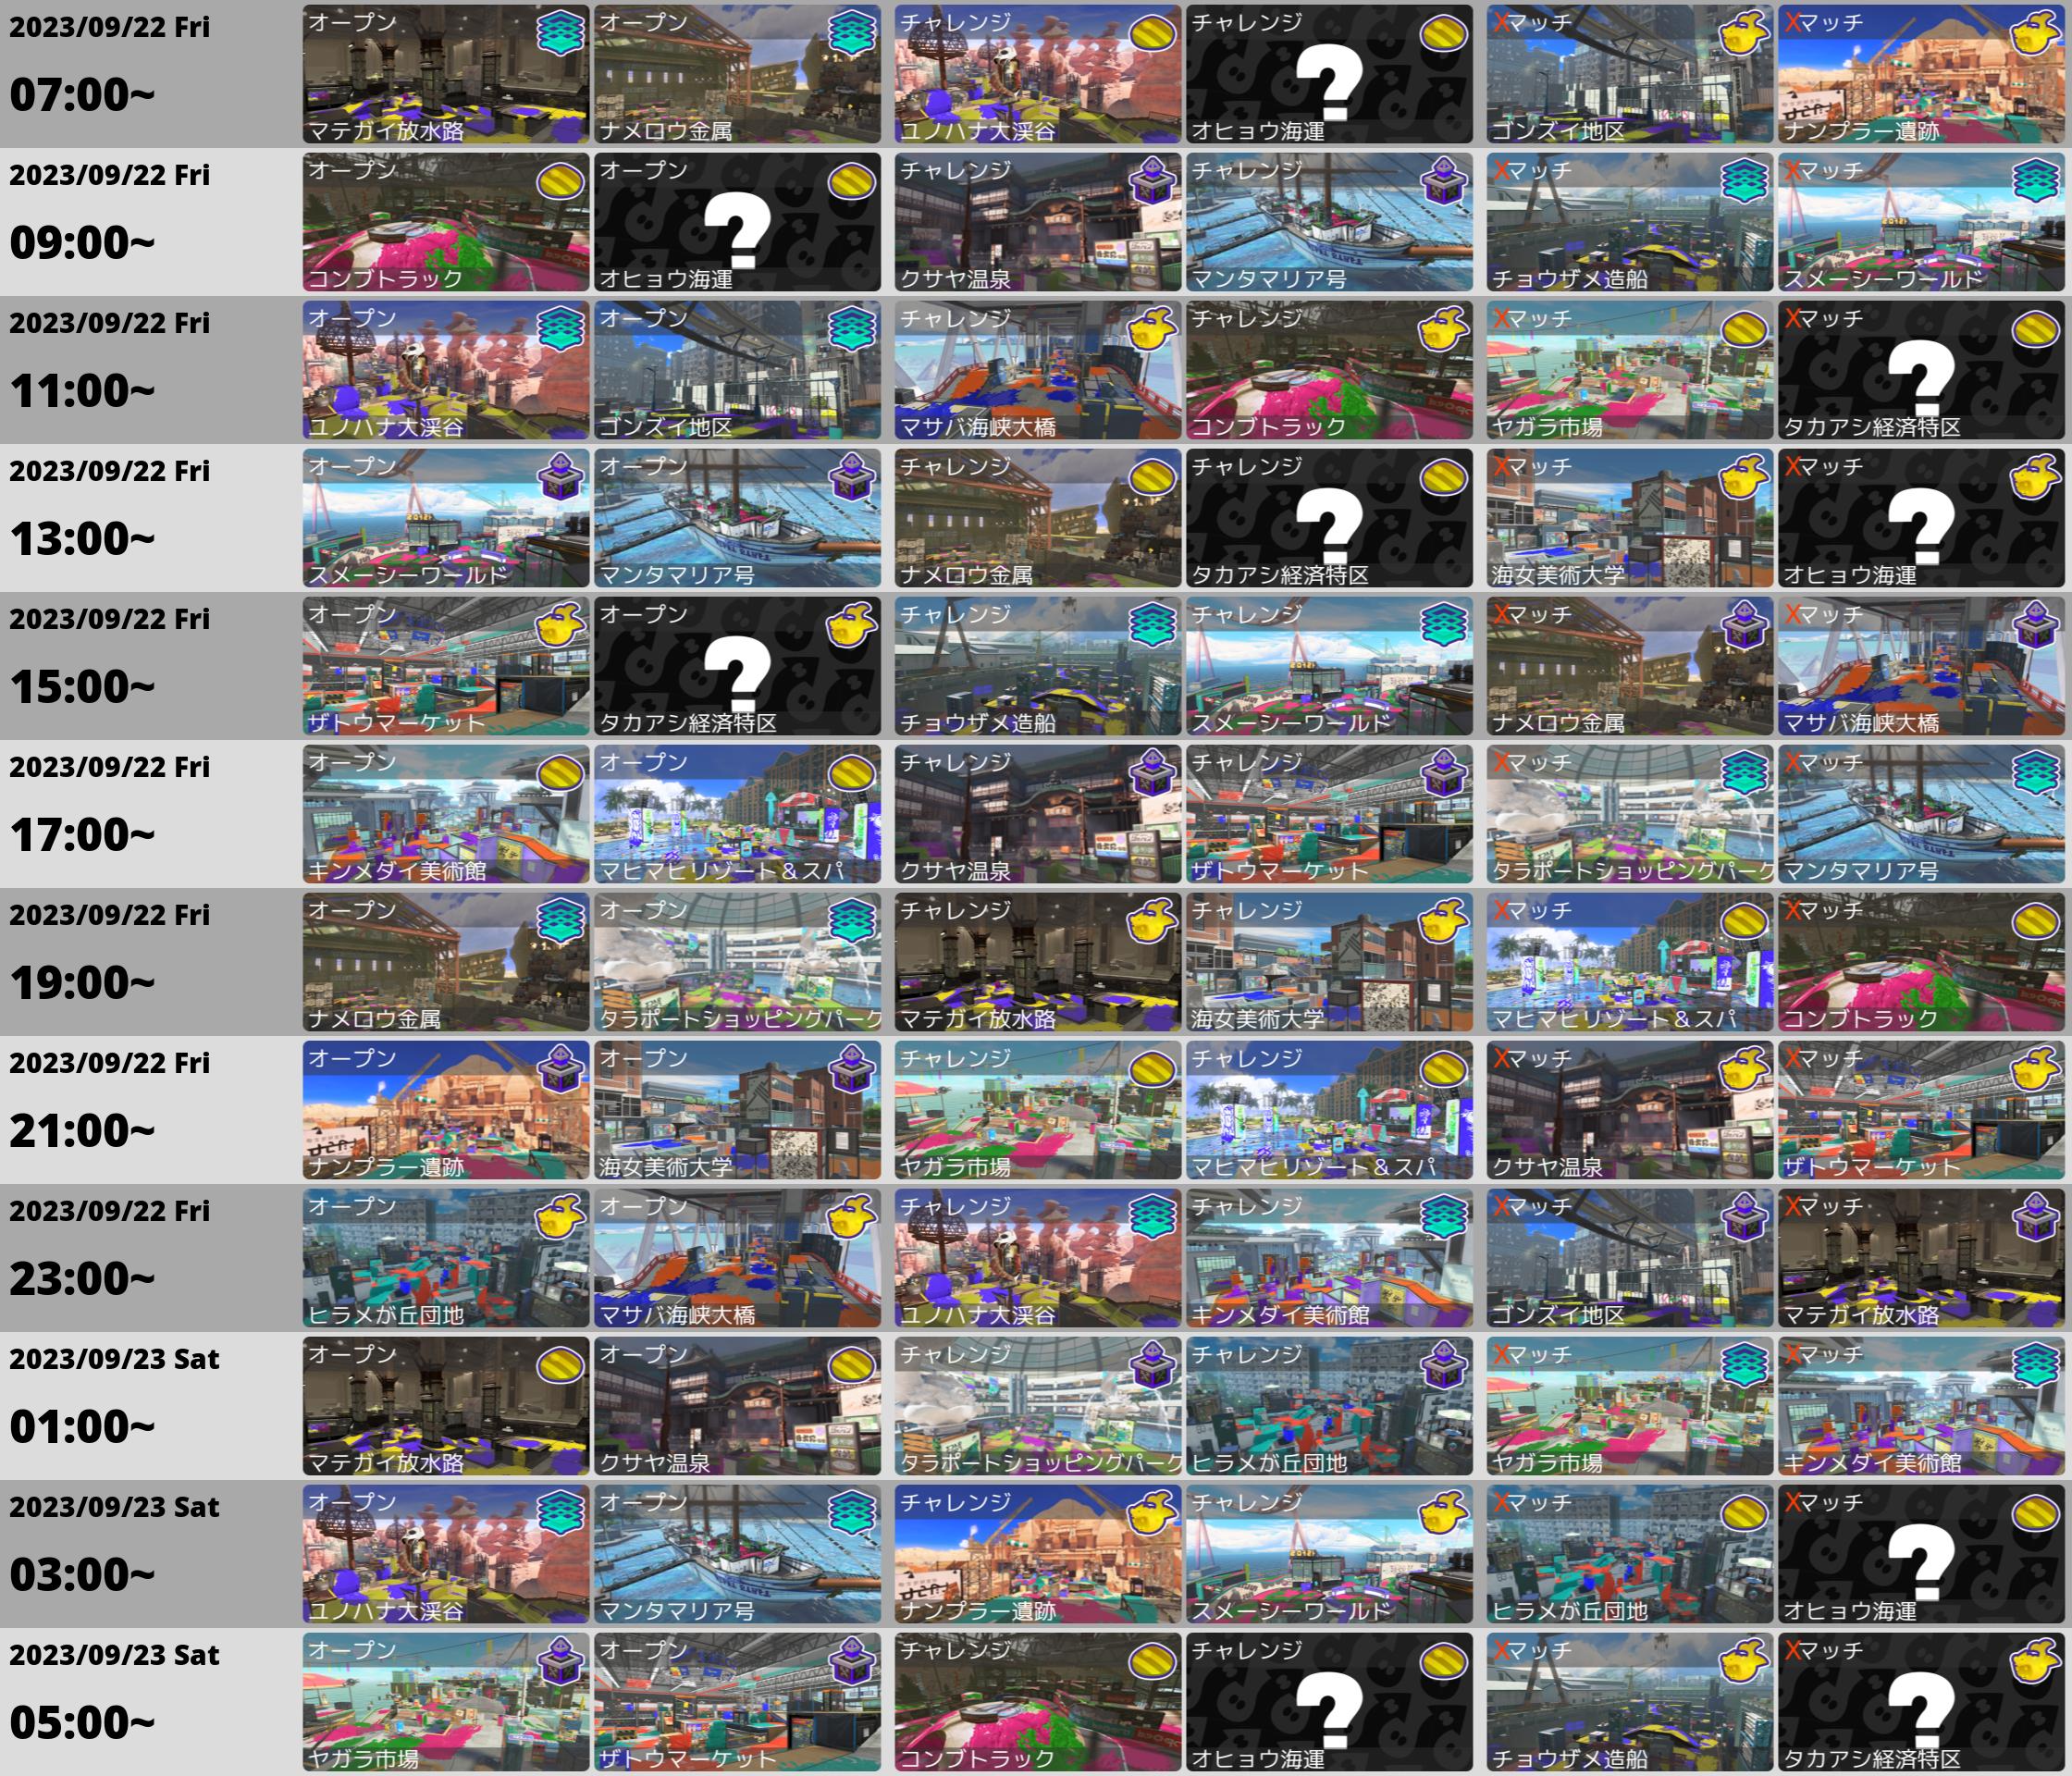 2023/09/22 Fri
07:00~
オープン
マテガイ放水路
オープン
ナメロウ金属
チャレンジ
ユノハナ大渓谷
チャレンジ
オヒョウ海運
Xマッチ
ゴンズイ地区
Xマッチ
ナンプラー遺跡
2023/09/22 Fri
09:00~
オープン
コンブトラック
オープン
オヒョウ海運
チャレンジ
クサヤ温泉
チャレンジ
マンタマリア号
Xマッチ
チョウザメ造船
Xマッチ
スメーシーワールド
2023/09/22 Fri
11:00~
オープン
ユノハナ大渓谷
オープン
ゴンズイ地区
チャレンジ
マサバ海峡大橋
チャレンジ
コンブトラック
Xマッチ
ヤガラ市場
Xマッチ
タカアシ経済特区
2023/09/22 Fri
13:00~
オープン
スメーシーワールド
オープン
マンタマリア号
チャレンジ
ナメロウ金属
チャレンジ
タカアシ経済特区
Xマッチ
海女美術大学
Xマッチ
オヒョウ海運
2023/09/22 Fri
15:00~
オープン
ザトウマーケット
オープン
タカアシ経済特区
チャレンジ
チョウザメ造船
チャレンジ
スメーシーワールド
Xマッチ
ナメロウ金属
Xマッチ
マサバ海峡大橋
2023/09/22 Fri
17:00~
オープン
キンメダイ美術館
オープン
マヒマヒリゾート＆スパ
チャレンジ
クサヤ温泉
チャレンジ
ザトウマーケット
Xマッチ
タラポートショッピングパーク
Xマッチ
マンタマリア号
2023/09/22 Fri
19:00~
オープン
ナメロウ金属
オープン
タラポートショッピングパーク
チャレンジ
マテガイ放水路
チャレンジ
海女美術大学
Xマッチ
マヒマヒリゾート＆スパ
Xマッチ
コンブトラック
2023/09/22 Fri
21:00~
オープン
ナンプラー遺跡
オープン
海女美術大学
チャレンジ
ヤガラ市場
チャレンジ
マヒマヒリゾート＆スパ
Xマッチ
クサヤ温泉
Xマッチ
ザトウマーケット
2023/09/22 Fri
23:00~
オープン
ヒラメが丘団地
オープン
マサバ海峡大橋
チャレンジ
ユノハナ大渓谷
チャレンジ
キンメダイ美術館
Xマッチ
ゴンズイ地区
Xマッチ
マテガイ放水路
2023/09/23 Sat
01:00~
オープン
マテガイ放水路
オープン
クサヤ温泉
チャレンジ
タラポートショッピングパーク
チャレンジ
ヒラメが丘団地
Xマッチ
ヤガラ市場
Xマッチ
キンメダイ美術館
2023/09/23 Sat
03:00~
オープン
ユノハナ大渓谷
オープン
マンタマリア号
チャレンジ
ナンプラー遺跡
チャレンジ
スメーシーワールド
Xマッチ
ヒラメが丘団地
Xマッチ
オヒョウ海運
2023/09/23 Sat
05:00~
オープン
ヤガラ市場
オープン
ザトウマーケット
チャレンジ
コンブトラック
チャレンジ
オヒョウ海運
Xマッチ
チョウザメ造船
Xマッチ
タカアシ経済特区